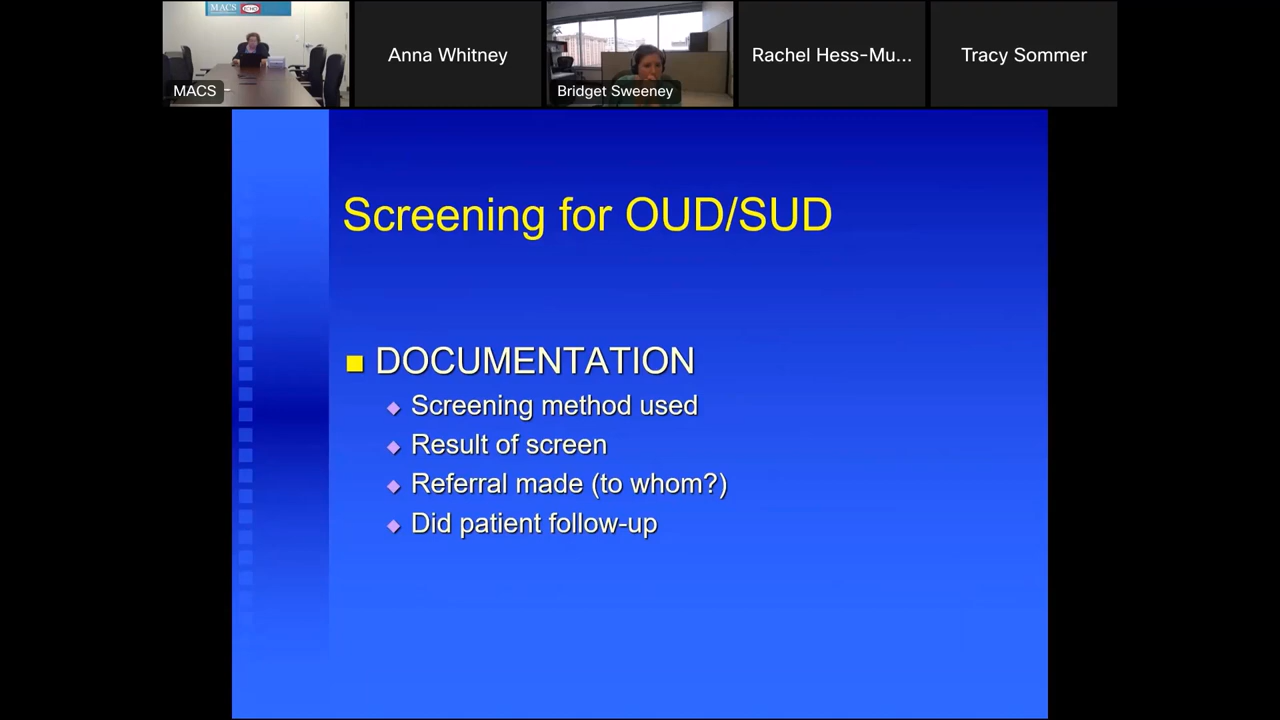 MACS ECHO
MACS
Anna Whitney
Bridget Sweeney
Rachel Hess-Mu...
Tracy Sommer
Screening for OUD/SUD
DOCUMENTATION
Screening method used
Result of screen
Referral made (to whom?)
Did patient follow-up